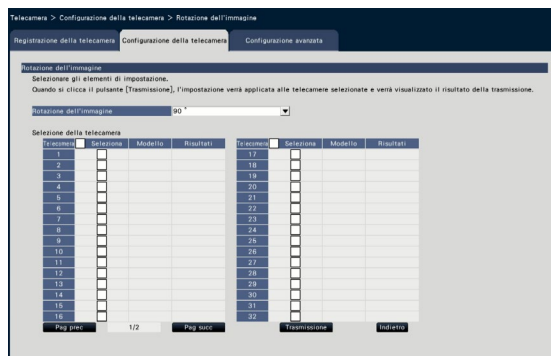 Telecamera > Configurazione della telecamera > Rotazione dell'immagine
Registrazione della telecamera Configurazione della telecamera Configurazione avanzata
Rotazione dell'immagine
Selezionare gli elementi di impostazione.
Quando si clicca il pulsante [Trasmissione], l'impostazione verrà applicata alle telecamere selezionate e verrà visualizzato il risultato della trasmissione.
Rotazione dell'immagine 90 °
Selezione della telecamera
Telecamera Seleziona Modello Risultati Telecamera Seleziona Modello Risultati
1 17
2 18
3 19
4 20
5 21
6 22
7 23
8 24
9 25
10 26
11 27
12 28
13 29
14 30
15 31
16 32
Pag prec 1/2 Pag succ Trasmissione Indietro